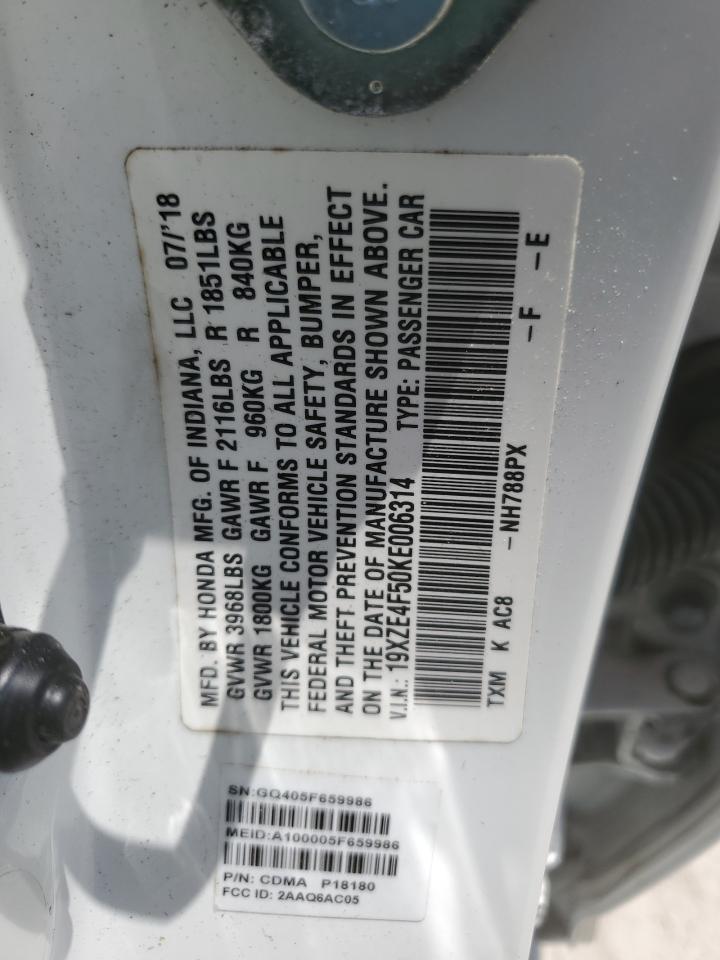 MFD. BY HONDA MFG. OF INDIANA, LLC 07/'18
GVWR 3968LBS GAWR F 2116LBS R 1851LBS
GVWR 1800KG GAWR F 960KG R 840KG
THIS VEHICLE CONFORMS TO ALL APPLICABLE
FEDERAL MOTOR VEHICLE SAFETY, BUMPER,
AND THEFT PREVENTION STANDARDS IN EFFECT
ON THE DATE OF MANUFACTURE SHOWN ABOVE.
V.I.N.: 19XZE4F50KE006314 TYPE: PASSENGER CAR
TXM K AC8 -NH788PX -F -E
SN:GQ405F659986
MEID:A100005F659986
P/N: CDMA P18180
FCC ID: 2AAQ6AC05